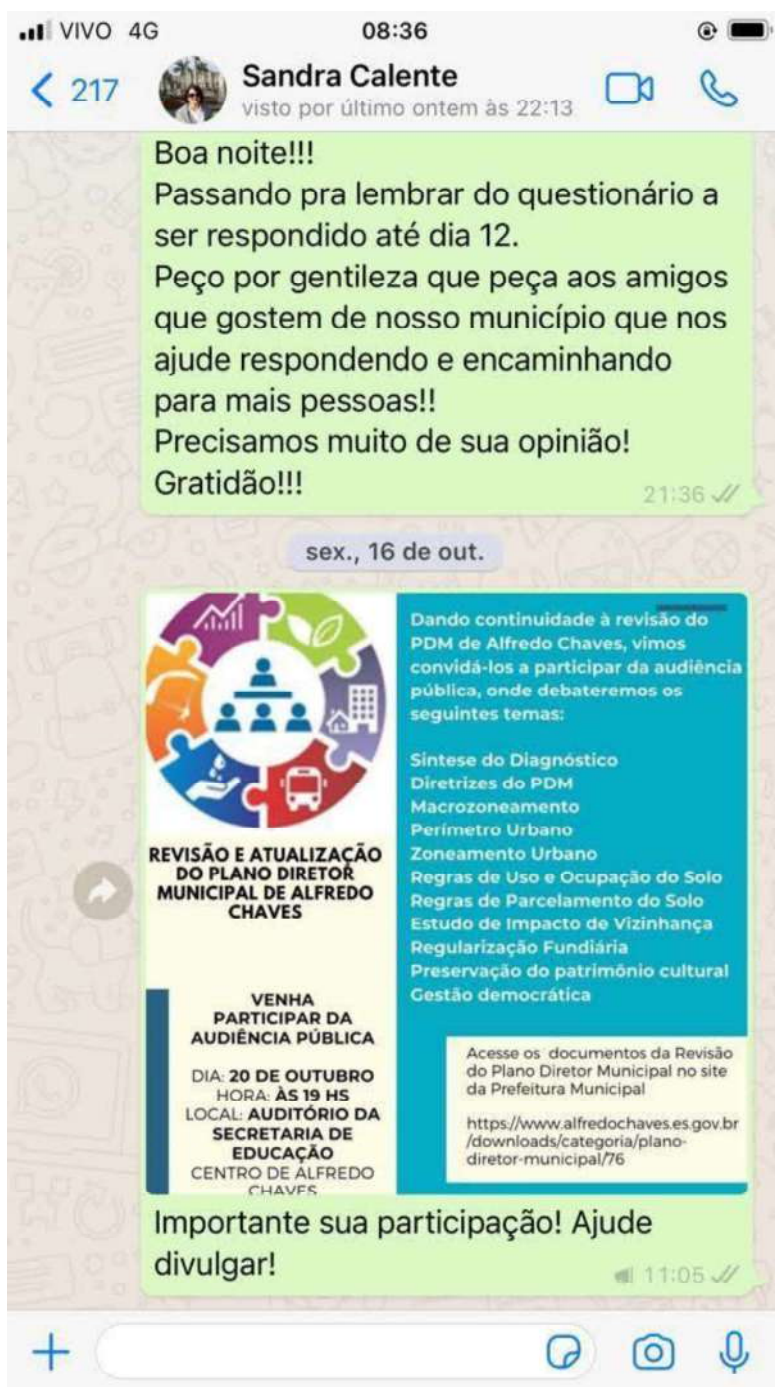 VIVO 4G 08:36
217
Sandra Calente
visto por último ontem às 22:13
Boa noite!!!
Passando pra lembrar do questionário a
ser respondido até dia 12.
Peço por gentileza que peça aos amigos
que gostem de nosso município que nos
ajude respondendo e encaminhando
para mais pessoas!!
Precisamos muito de sua opinião!
Gratidão!!!
21:36
sex., 16 de out.
REVISÃO E ATUALIZAÇÃO
DO PLANO DIRETOR
MUNICIPAL DE ALFREDO
CHAVES
VENHA
PARTICIPAR DA
AUDIÊNCIA PÚBLICA
DIA: 20 DE OUTUBRO
HORA: ÀS 19 HS
LOCAL: AUDITÓRIO DA
SECRETARIA DE
EDUCAÇÃO
CENTRO DE ALFREDO
CHAVES
Dando continuidade à revisão do
PDM de Alfredo Chaves, vimos
convidá-los a participar da audiência
pública, onde debateremos os
seguintes temas:
Síntese do Diagnóstico
Diretrizes do PDM
Macrozoneamento
Perímetro Urbano
Zoneamento Urbano
Regras de Uso e Ocupação do Solo
Regras de Parcelamento do Solo
Estudo de Impacto de Vizinhança
Regularização Fundiária
Preservação do patrimônio cultural
Gestão democrática
Acesse os documentos da Revisão
do Plano Diretor Municipal no site
da Prefeitura Municipal
https://www.alfredochaves.es.gov.br
/downloads/categoria/plano-
diretor-municipal/76
Importante sua participação! Ajude
divulgar!
11:05